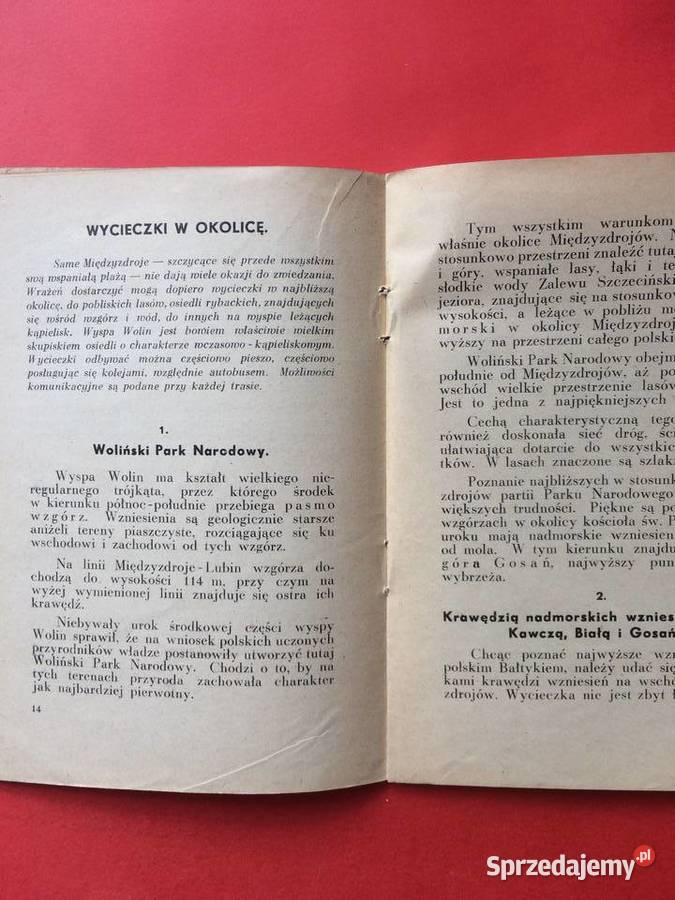 WYCIECZKI W OKOLICĘ.
Same Międzyzdroje — szczycące się przede wszystkim
swą wspaniałą plażą — nie dają wiele okazji do zwiedzania.
Wrażeń dostarczyć mogą dopiero wycieczki w najbliższą
okolicę, do pobliskich lasów, osiedli rybackich, znajdujących
się wśród wzgórz i wód, do innych na wyspie leżących
kąpielisk. Wyspa Wolin jest bowiem właściwie wielkim
skupiskiem osiedli o charakterze wczasowo-kąpieliskowym.
Wycieczki odbywać można częściowo pieszo, częściowo
posługując się kolejami, względnie autobusem. Możliwości
komunikacyjne są podane przy każdej trasie.
1.
Woliński Park Narodowy.
Wyspa Wolin ma kształt wielkiego nie-
regularnego trójkąta, przez którego środek
w kierunku północ-południe przebiega pasmo
wzgórz. Wzniesienia są geologicznie starsze
aniżeli tereny piaszczyste, rozciągające się ku
wschodowi i zachodowi od tych wzgórz.
Na linii Międzyzdroje-Lubin wzgórza do-
chodzą do wysokości 114 m, przy czym na
wyżej wymienionej linii znajduje się ostra ich
krawędź.
Niebywały urok środkowej części wyspy
Wolin sprawił, że na wniosek polskich uczonych
przyrodników władze postanowiły utworzyć tutaj
Woliński Park Narodowy. Chodzi o to, by na
tych terenach przyroda zachowała charakter
jak najbardziej pierwotny.
14
Tym wszystkim warunkom
właśnie okolice Międzyzdrojów.
stosunkowo przestrzeni znaleźć tutaj
i góry, wspaniałe lasy, łąki i te
słodkie wody Zalewu Szczecińsk
jeziora, znajdujące się na stosunkow
wysokości, a leżące w pobliżu m
morski w okolicy Międzyzdroj
wyższy na przestrzeni całego polski
Woliński Park Narodowy obejm
południe od Międzyzdrojów, aż po
wschód wielkie przestrzenie lasów
Jest to jedna z najpiękniejszych
Cechą charakterystyczną tego
również doskonała sieć dróg, ści
ułatwiająca dotarcie do wszystkich
tków. W lasach znaczone są szlak
Poznanie najbliższych w stosunk
zdrojów partii Parku Narodowego
większych trudności. Piękne są po
wzgórzach w okolicy kościoła św. P
uroku mają nadmorskie wzniesien
od mola. W tym kierunku znajdu
góra Gosań, najwyższy pun
wybrzeża.
2.
Krawędzią nadmorskich wznies
Kawczą, Białą i Gosań
Chcąc poznać najwyższe wzn
polskim Bałtykiem, należy udać się
kami krawędzi wzniesień na wscho
zdrojów. Wycieczka nie jest zbyt
Sprzedajemy.pl